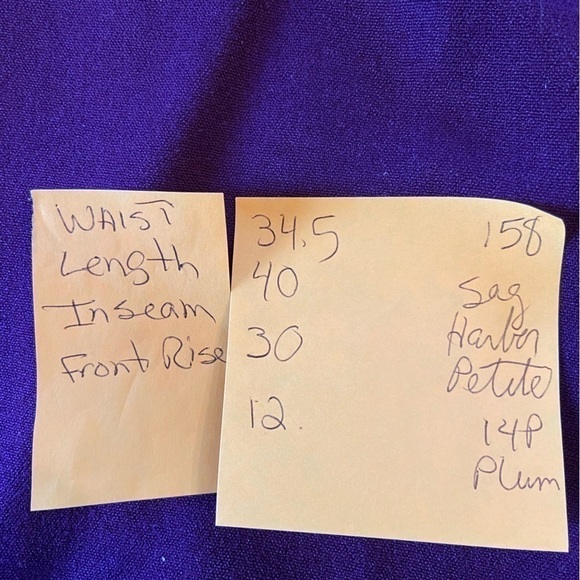 WAIST
Length
Inseam
Front Rise
34.5
40
30
12.
158
Sag
Harbor
Petite
14P
Plum